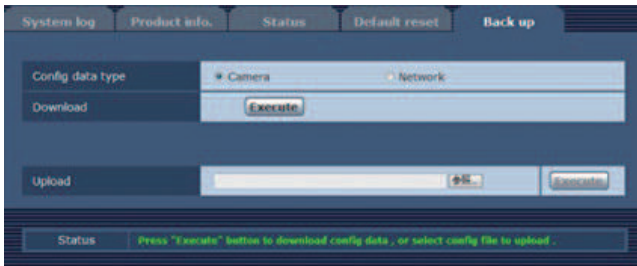 System log Product info. Status Default reset Back up
Config data type Camera Network
Download Execute
Upload 参照... Execute
Status Press "Execute" button to download config data , or select config file to upload .